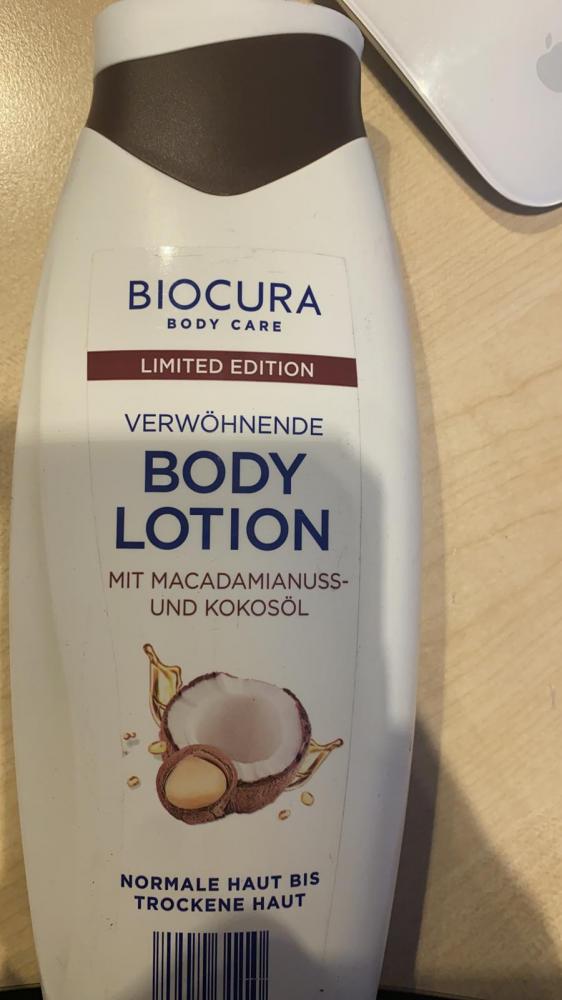 BIOCURA
BODY CARE
LIMITED EDITION
VERWÖHNENDE
BODY
LOTION
MIT MACADAMIANUSS-
UND KOKOSÖL
NORMALE HAUT BIS
TROCKENE HAUT